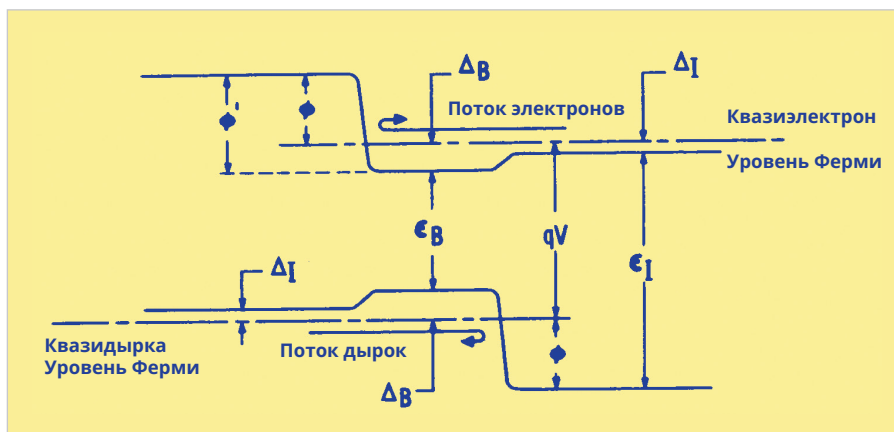 Δ_B
Δ_I
Φ'
Φ
Поток электронов
Квазиэлектрон
Уровень Ферми
ϵ_B
qV
ϵ_I
Δ_I
Квазидырка
Уровень Ферми
Поток дырок
Φ
Δ_B